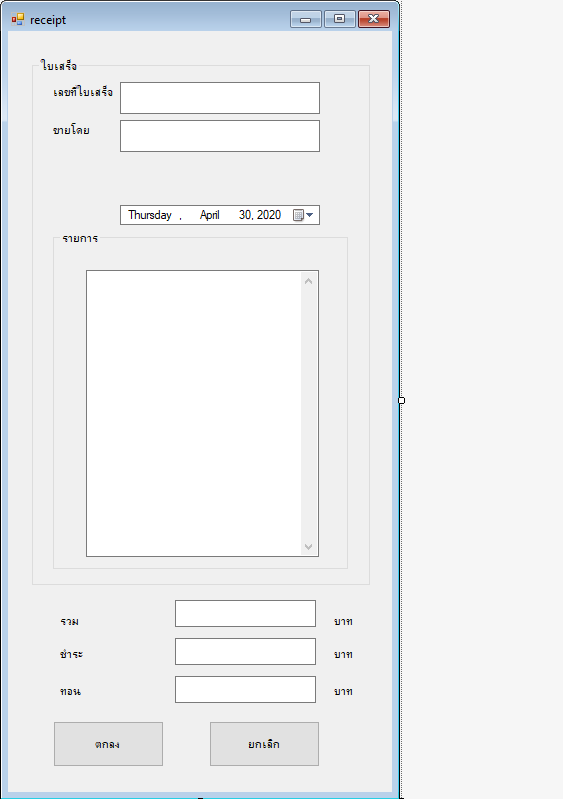 receipt
ใบเสร็จ
เลขที่ใบเสร็จ
ขายโดย
Thursday , April 30, 2020
รายการ
รวม บาท
ชำระ บาท
ทอน บาท
ตกลง ยกเลิก